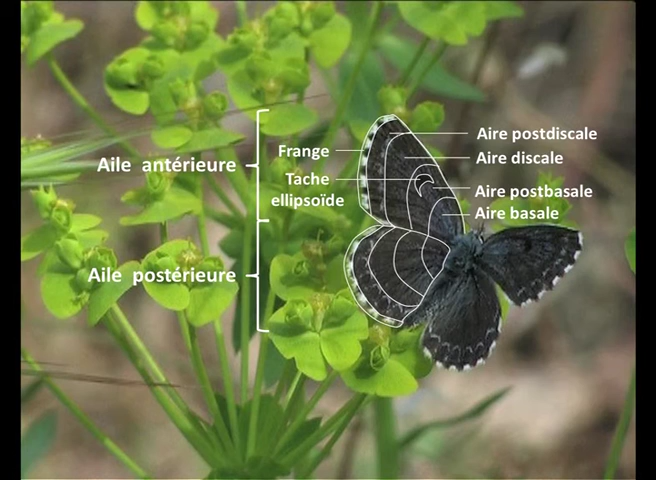 Aile antérieure
Frange
Tache
ellipsoïde
Aire postdiscale
Aire discale
Aire postbasale
Aire basale
Aile postérieure